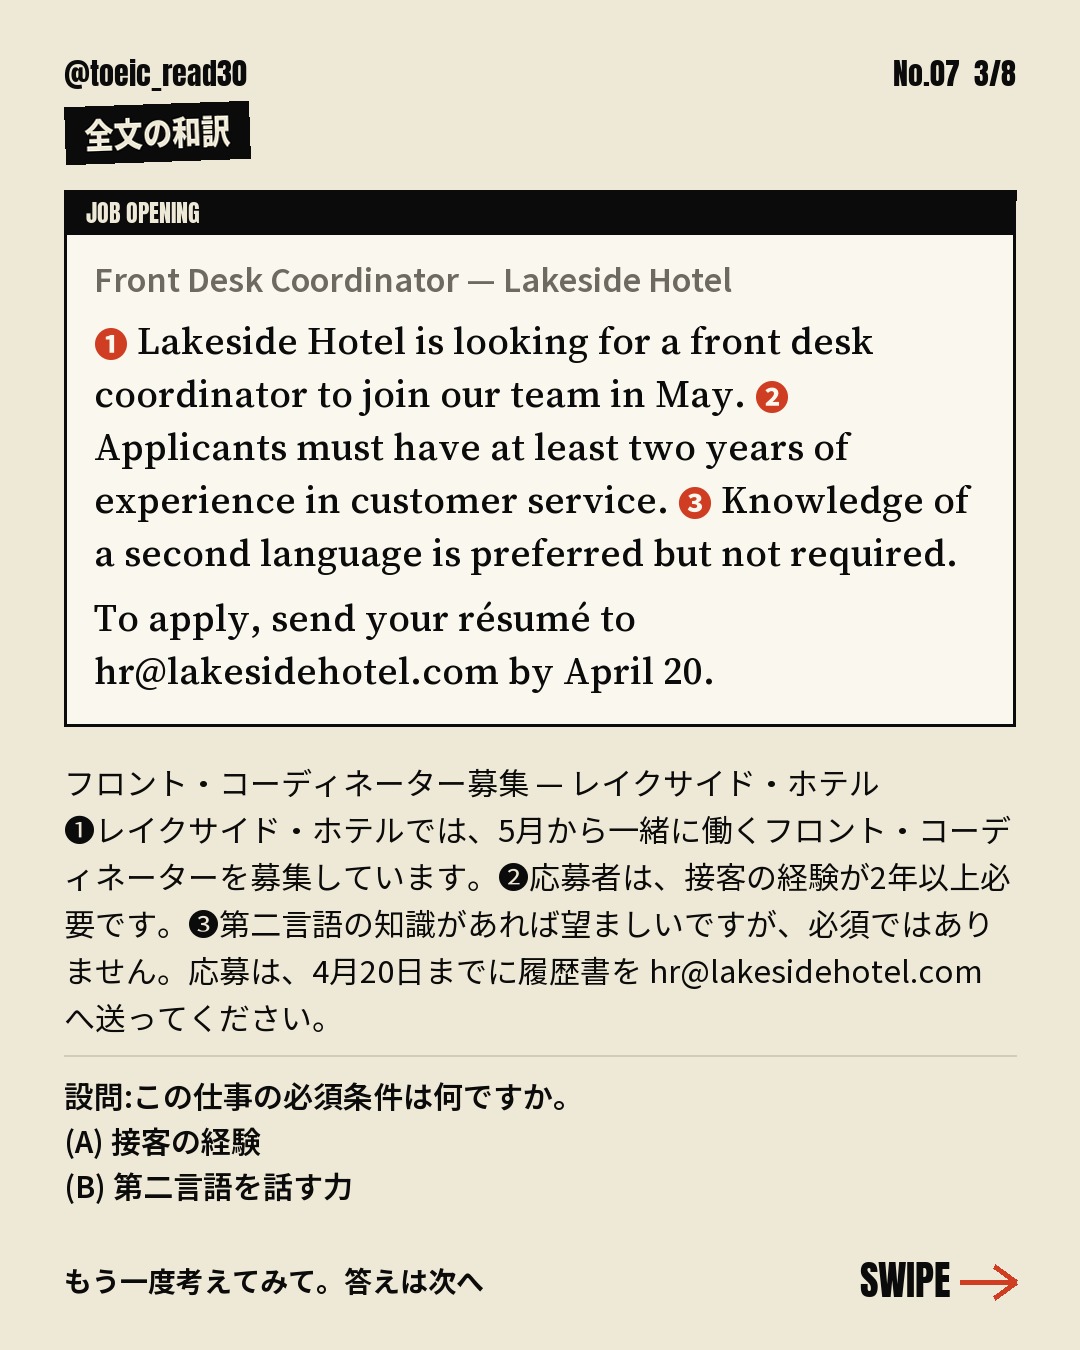 @toeic_read30
No.07 3/8
全文の和訳
JOB OPENING
Front Desk Coordinator — Lakeside Hotel
❶ Lakeside Hotel is looking for a front desk
coordinator to join our team in May. ❷
Applicants must have at least two years of
experience in customer service. ❸ Knowledge of
a second language is preferred but not required.
To apply, send your résumé to
hr@lakesidehotel.com by April 20.
フロント・コーディネーター募集 — レイクサイド・ホテル
❶レイクサイド・ホテルでは、5月から一緒に働くフロント・コーデ
ィネーターを募集しています。❷応募者は、接客の経験が2年以上必
要です。❸第二言語の知識があれば望ましいですが、必須ではあり
ません。応募は、4月20日までに履歴書を hr@lakesidehotel.com
へ送ってください。
設問:この仕事の必須条件は何ですか。
(A) 接客の経験
(B) 第二言語を話す力
もう一度考えてみて。答えは次へ
SWIPE